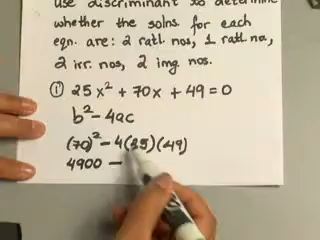 use discriminant to determine
whether the solns. for each
eqn. are: 2 ratl. nos, 1 ratl. no,
2 irr. nos, 2 img. nos.
① 25x² + 70x + 49 = 0
b² - 4ac
(70)² - 4(25)(49)
4900 -